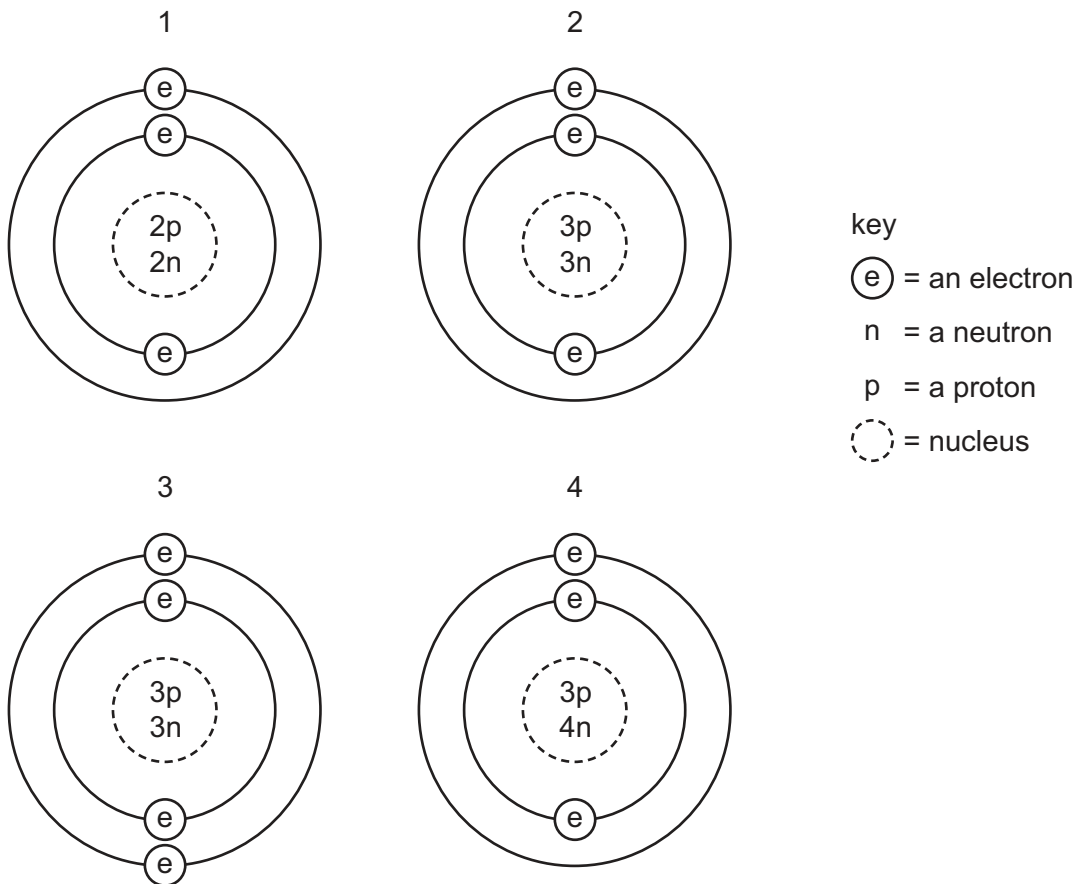 1
e
e
2p
2n
e
2
e
e
3p
3n
e
key
e = an electron
n = a neutron
p = a proton
= nucleus
3
e
e
3p
3n
e
e
4
e
e
3p
4n
e